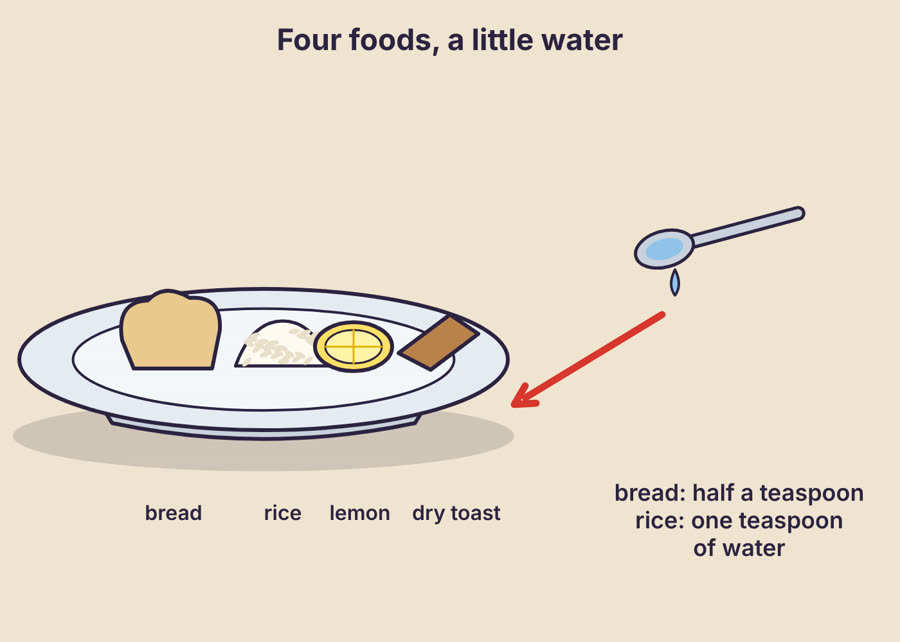 Four foods, a little water
bread
rice
lemon
dry toast
bread: half a teaspoon
rice: one teaspoon
of water